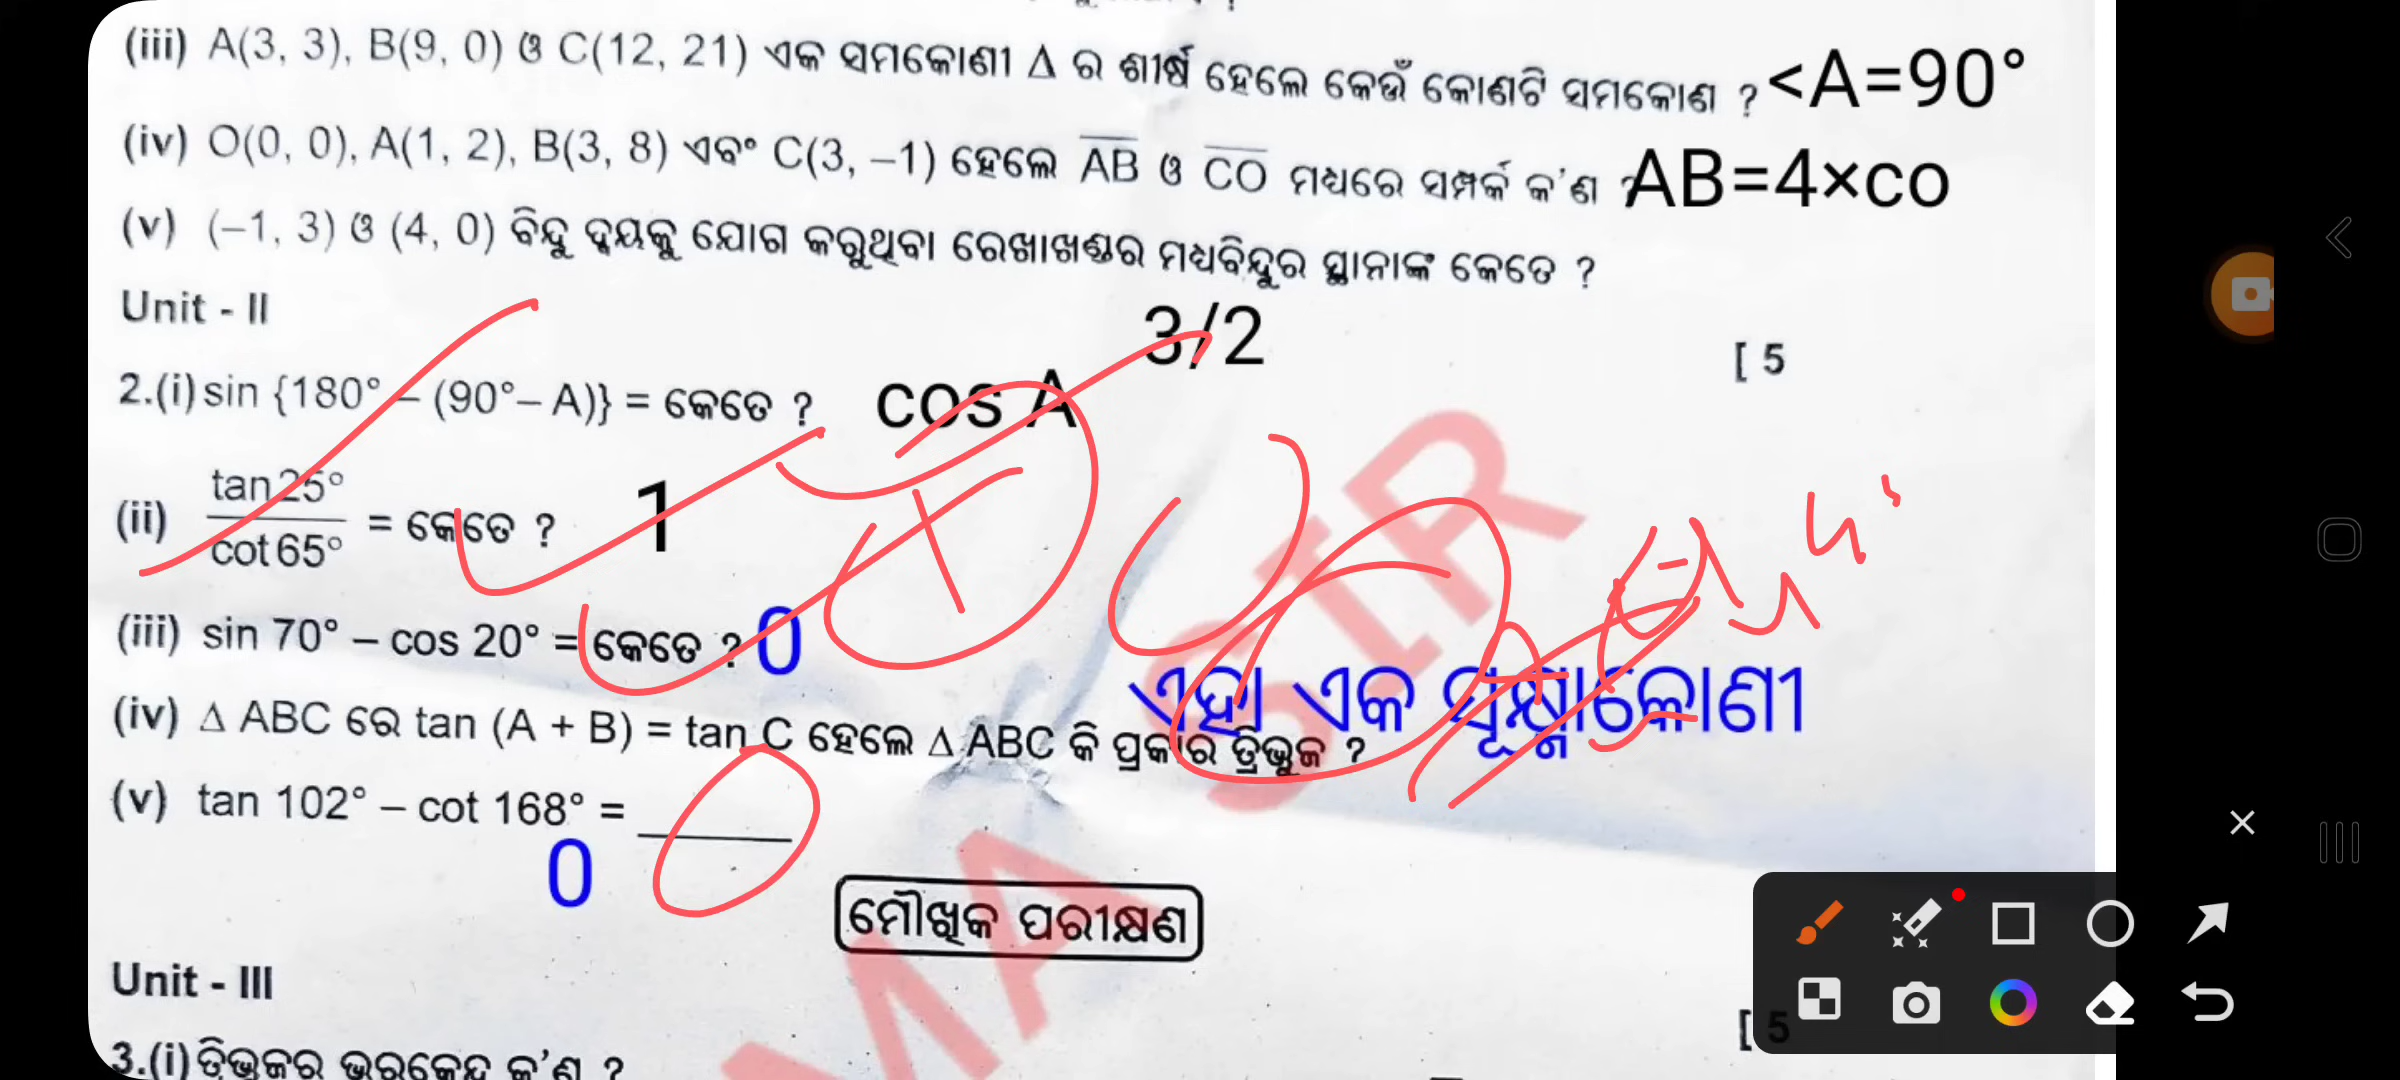 (iii) A(3, 3), B(9, 0) ଓ C(12, 21) ଏକ ସମକୋଣୀ Δ ର ଶୀର୍ଷ ହେଲେ କେଉଁ କୋଣଟି ସମକୋଣ ? <A=90°
(iv) O(0, 0), A(1, 2), B(3, 8) ଏବଂ C(3, –1) ହେଲେ AB ଓ CO ମଧ୍ୟରେ ସମ୍ପର୍କ କ'ଣ ? AB=4×co
(v) (–1, 3) ଓ (4, 0) ବିନ୍ଦୁ ଦ୍ୱୟକୁ ଯୋଗ କରୁଥିବା ରେଖାଖଣ୍ଡର ମଧ୍ୟବିନ୍ଦୁର ସ୍ଥାନାଙ୍କ କେତେ ?
3/2
Unit - II
[ 5
2.(i) sin {180° – (90°– A)} = କେତେ ? cos A
(ii) tan 25° / cot 65° = କେତେ ? 1
(iii) sin 70° – cos 20° = କେତେ ? 0
ଏହା ଏକ ସୂକ୍ଷ୍ମାକୋଣୀ
(iv) Δ ABC ରେ tan (A + B) = tan C ହେଲେ Δ ABC କି ପ୍ରକାର ତ୍ରିଭୁଜ ?
(v) tan 102° – cot 168° = ______
0
ମୌଖିକ ପରୀକ୍ଷଣ
Unit - III
[ 5
3.(i) ତ୍ରିଭୁଜର ଭରକେନ୍ଦ୍ର କ'ଣ ?
MA SIR